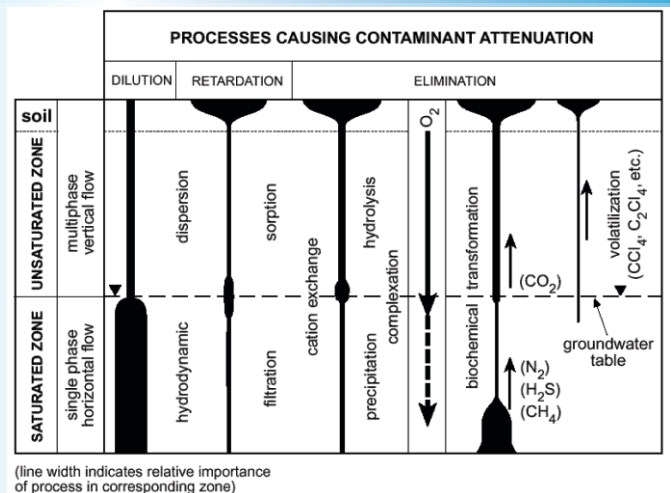 PROCESSES CAUSING CONTAMINANT ATTENUATION
DILUTION
RETARDATION
ELIMINATION
soil
UNSATURATED ZONE
multiphase
vertical flow
SATURATED ZONE
single phase
horizontal flow
hydrodynamic
dispersion
filtration
sorption
cation exchange
precipitation
hydrolysis
complexation
O₂
biochemical transformation
(CO₂)
(N₂)
(H₂S)
(CH₄)
volatilization
(CCl₄, C₂Cl₄, etc.)
groundwater
table
(line width indicates relative importance
of process in corresponding zone)